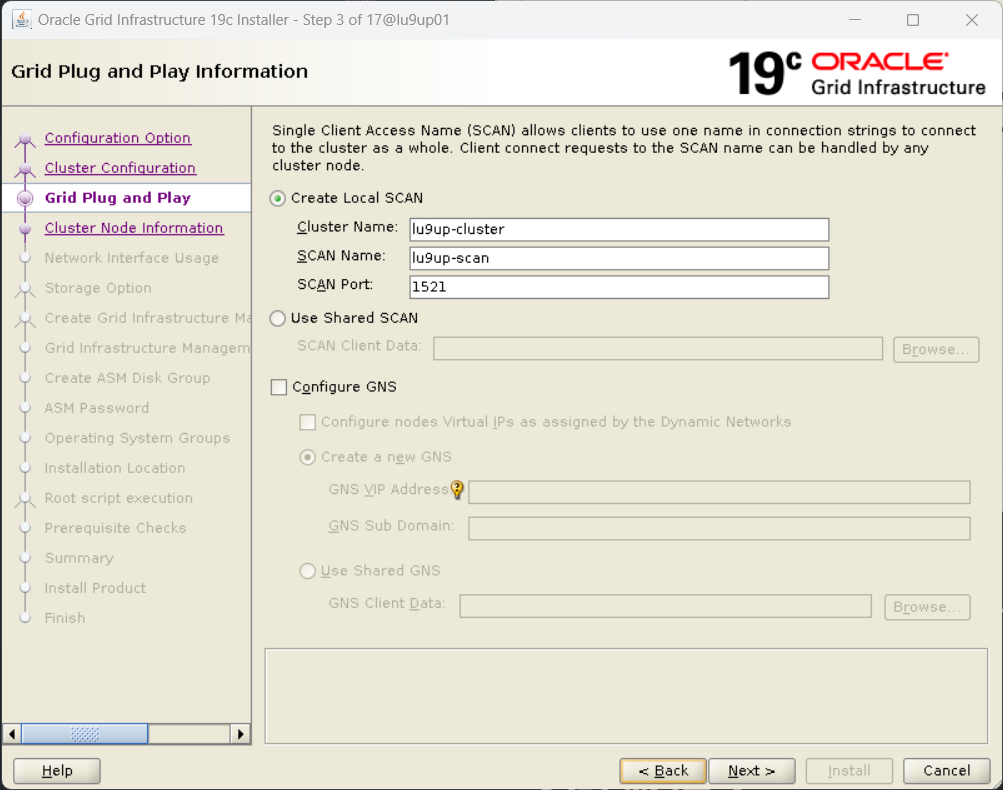 Oracle Grid Infrastructure 19c Installer - Step 3 of 17@lu9up01
Grid Plug and Play Information
19c ORACLE
Grid Infrastructure
Configuration Option
Cluster Configuration
Grid Plug and Play
Cluster Node Information
Network Interface Usage
Storage Option
Create Grid Infrastructure Ma
Grid Infrastructure Managem
Create ASM Disk Group
ASM Password
Operating System Groups
Installation Location
Root script execution
Prerequisite Checks
Summary
Install Product
Finish
Single Client Access Name (SCAN) allows clients to use one name in connection strings to connect
to the cluster as a whole. Client connect requests to the SCAN name can be handled by any
cluster node.
Create Local SCAN
Cluster Name: lu9up-cluster
SCAN Name: lu9up-scan
SCAN Port: 1521
Use Shared SCAN
SCAN Client Data: Browse...
Configure GNS
Configure nodes Virtual IPs as assigned by the Dynamic Networks
Create a new GNS
GNS VIP Address
GNS Sub Domain:
Use Shared GNS
GNS Client Data: Browse...
Help < Back Next > Install Cancel